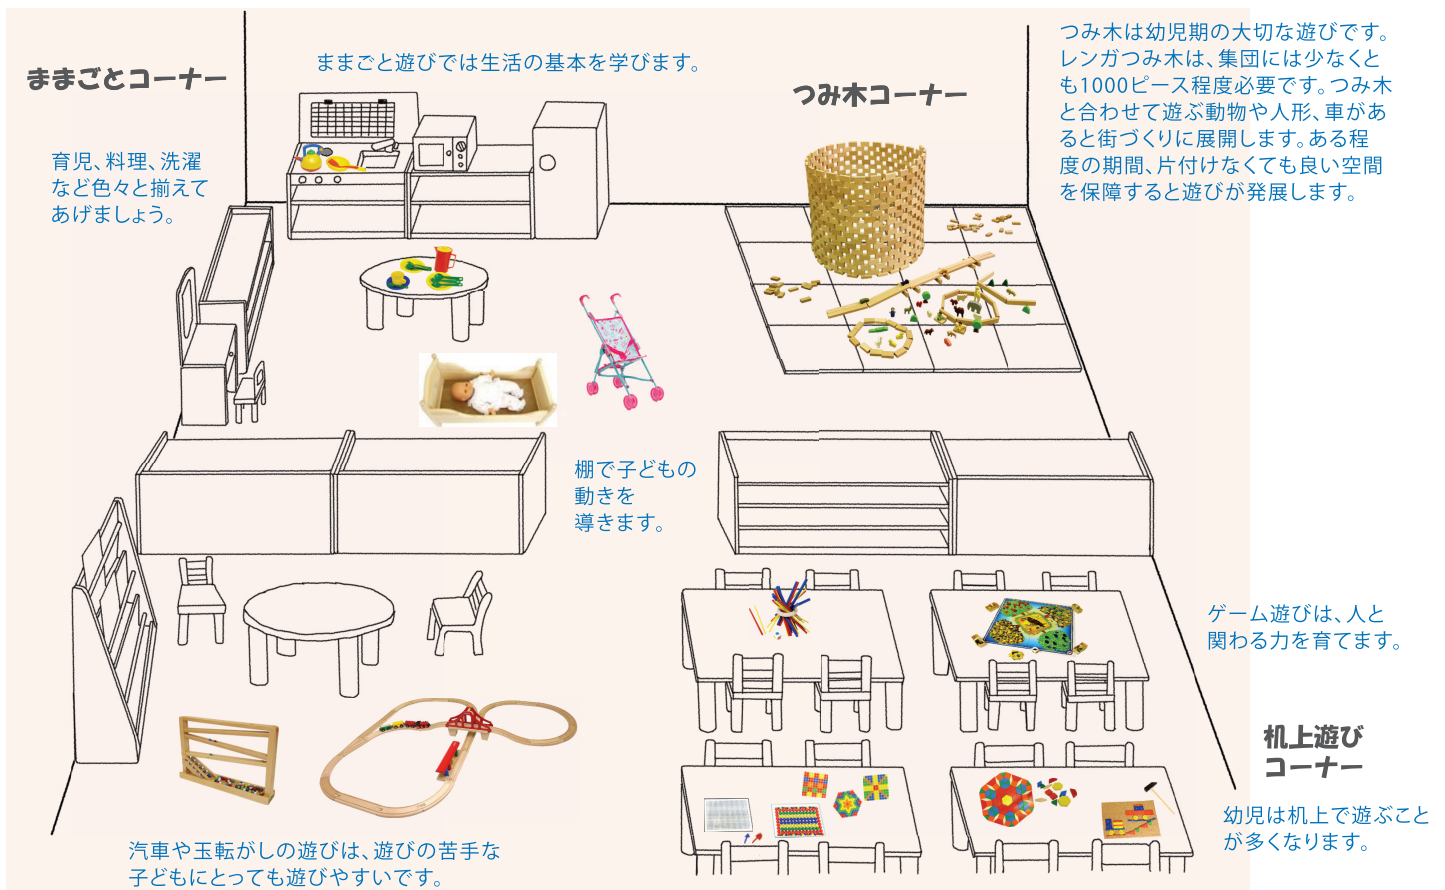 ままごとコーナー
ままごと遊びでは生活の基本を学びます。
育児、料理、洗濯
など色々と揃えて
あげましょう。
つみ木コーナー
つみ木は幼児期の大切な遊びです。
レンガつみ木は、集団には少なくと
も1000ピース程度必要です。つみ木
と合わせて遊ぶ動物や人形、車があ
ると街づくりに展開します。ある程
度の期間、片付けなくても良い空間
を保障すると遊びが発展します。
棚で子どもの
動きを
導きます。
ゲーム遊びは、人と
関わる力を育てます。
机上遊び
コーナー
幼児は机上で遊ぶこと
が多くなります。
汽車や玉転がしの遊びは、遊びの苦手な
子どもにとっても遊びやすいです。